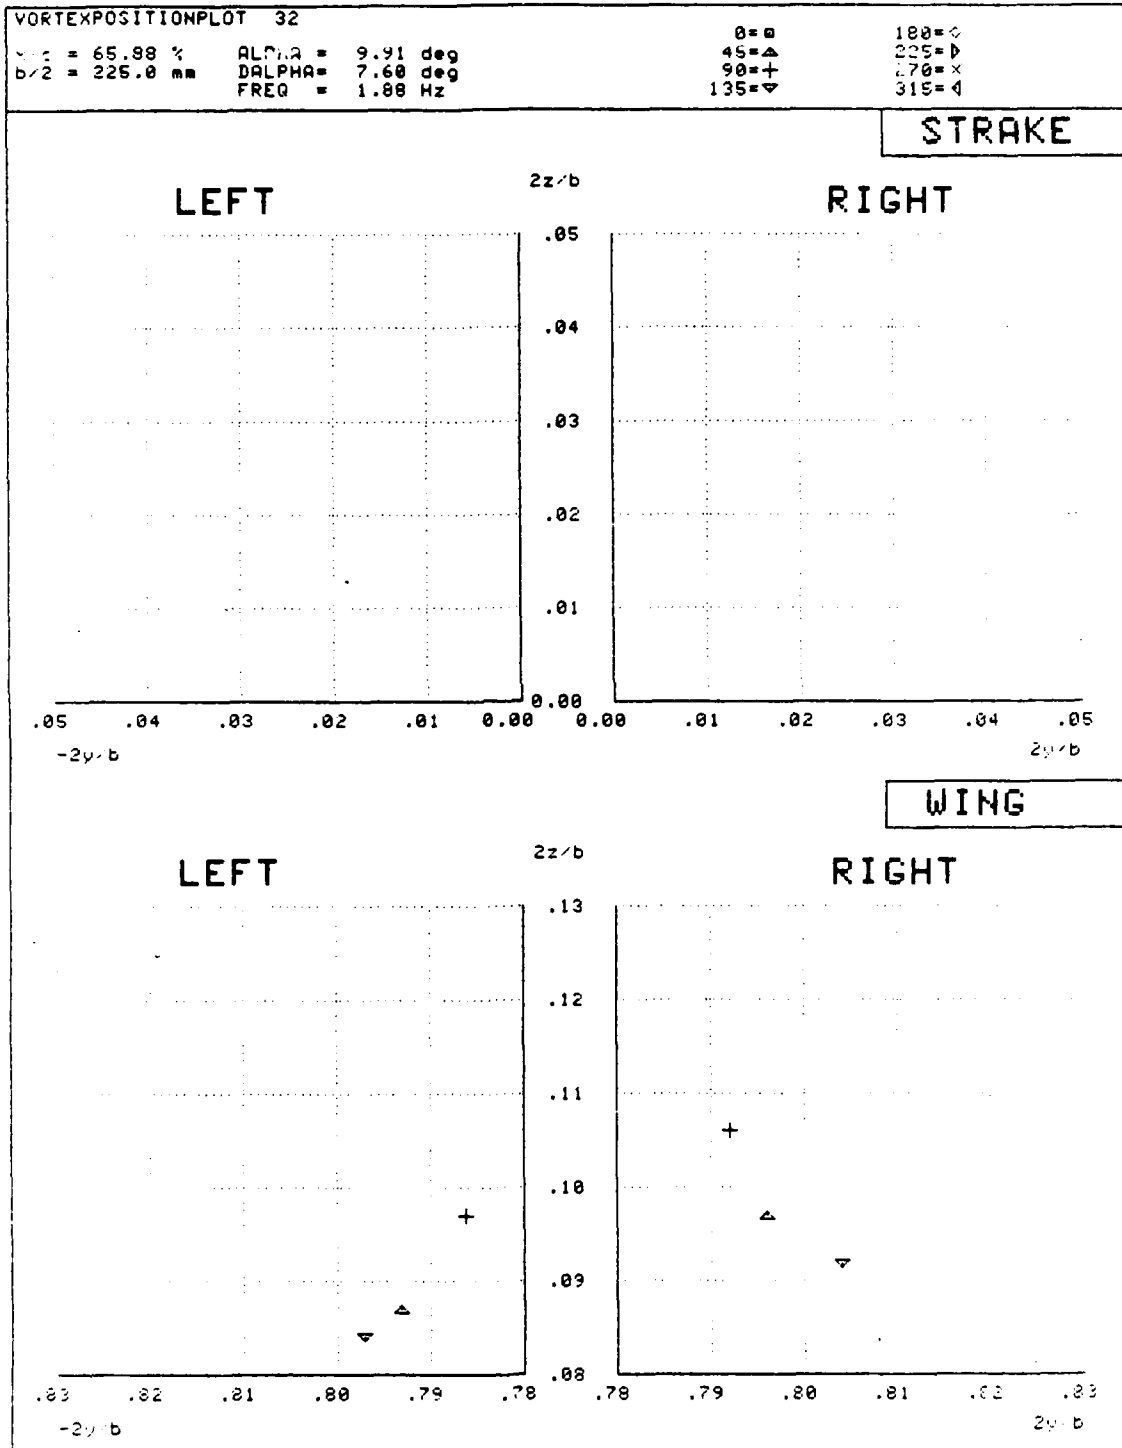 VORTEXPOSITIONPLOT 32
= 65.88 % ALPHA = 9.91 deg
b/2 = 225.0 mm DALPHA= 7.60 deg
FREQ = 1.88 Hz
0= 180=
45= 225=
90= 270=
135= 315=
STRAKE
2z/b
LEFT RIGHT
.05
.04
.03
.02
.01
0.00
.05 .04 .03 .02 .01 0.00 0.00 .01 .02 .03 .04 .05
-2y/b 2y/b
WING
2z/b
LEFT RIGHT
.13
.12
.11
.10
.09
.08
.83 .82 .81 .80 .79 .78 .78 .79 .80 .81 .82 .83
-2y/b 2y/b